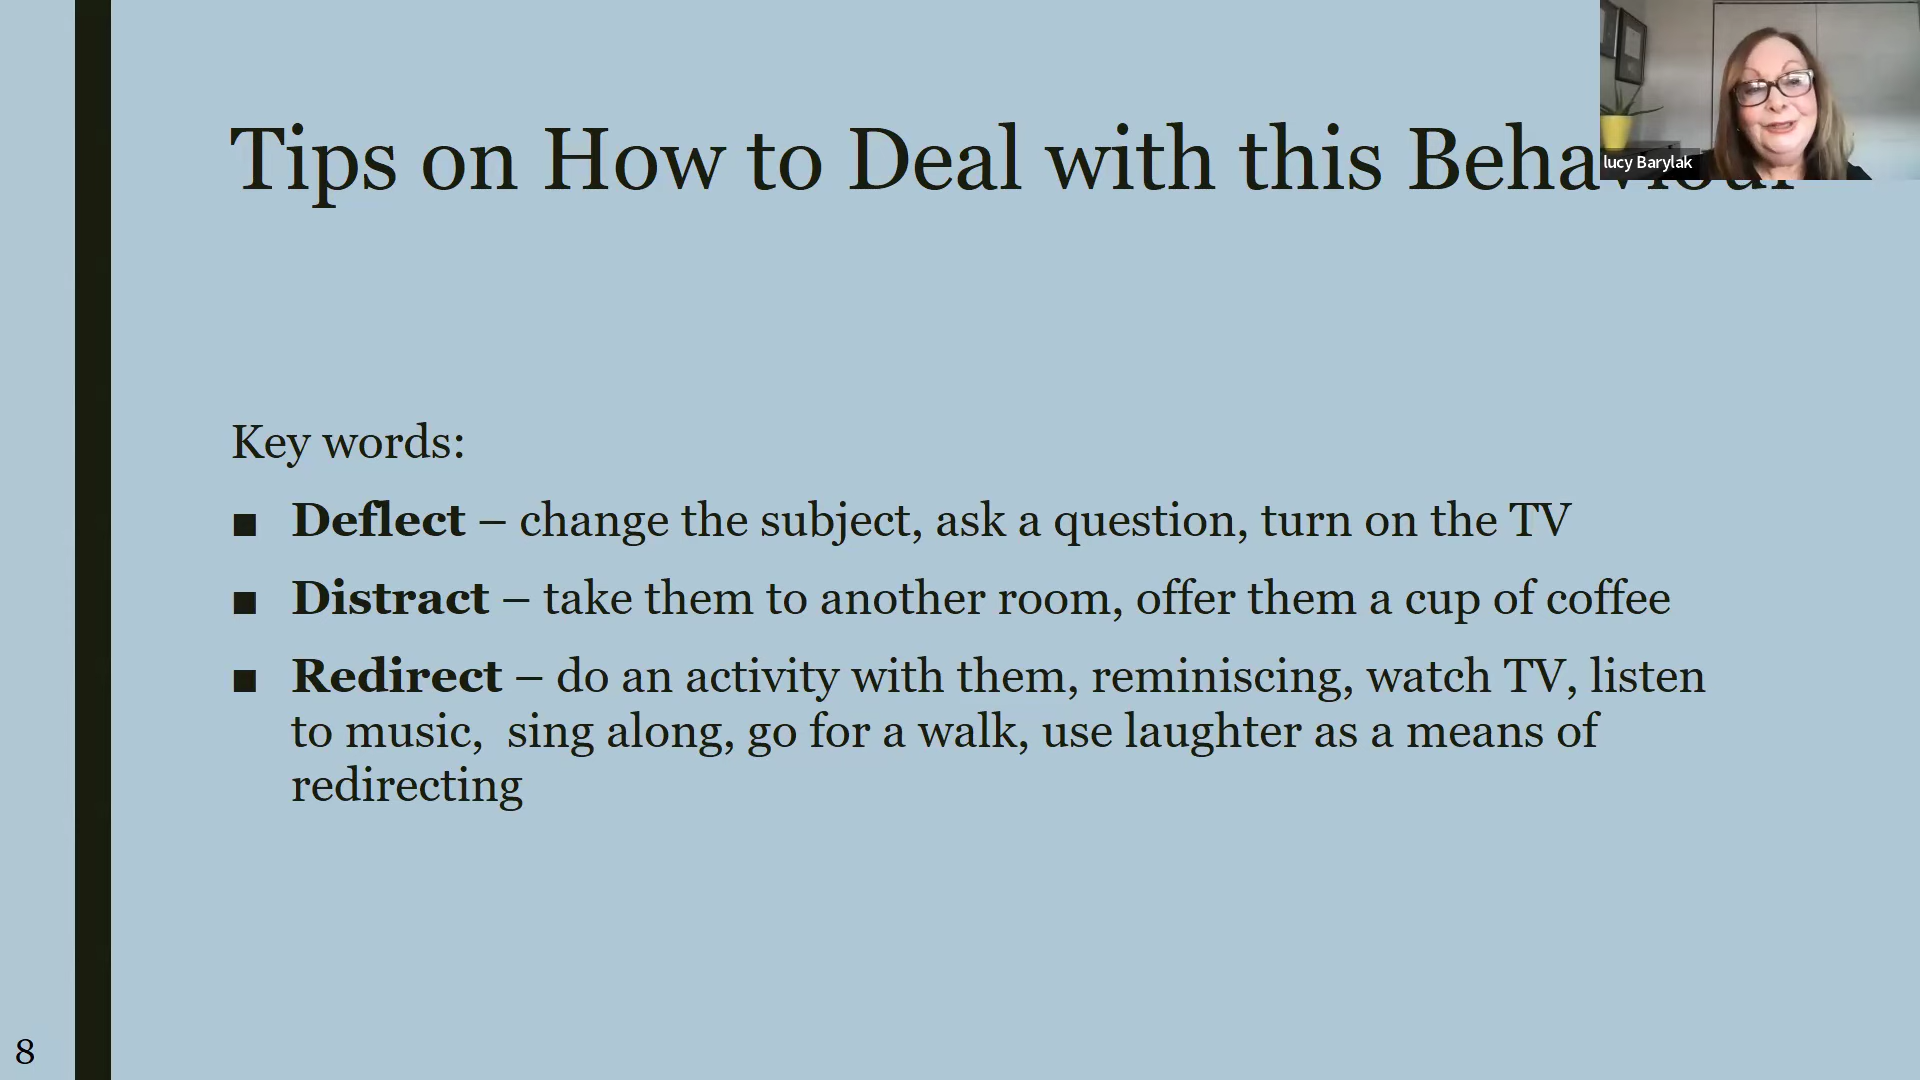 Tips on How to Deal with this Behaviour
lucy Barylak
Key words:
■ Deflect – change the subject, ask a question, turn on the TV
■ Distract – take them to another room, offer them a cup of coffee
■ Redirect – do an activity with them, reminiscing, watch TV, listen
to music,  sing along, go for a walk, use laughter as a means of
redirecting
8